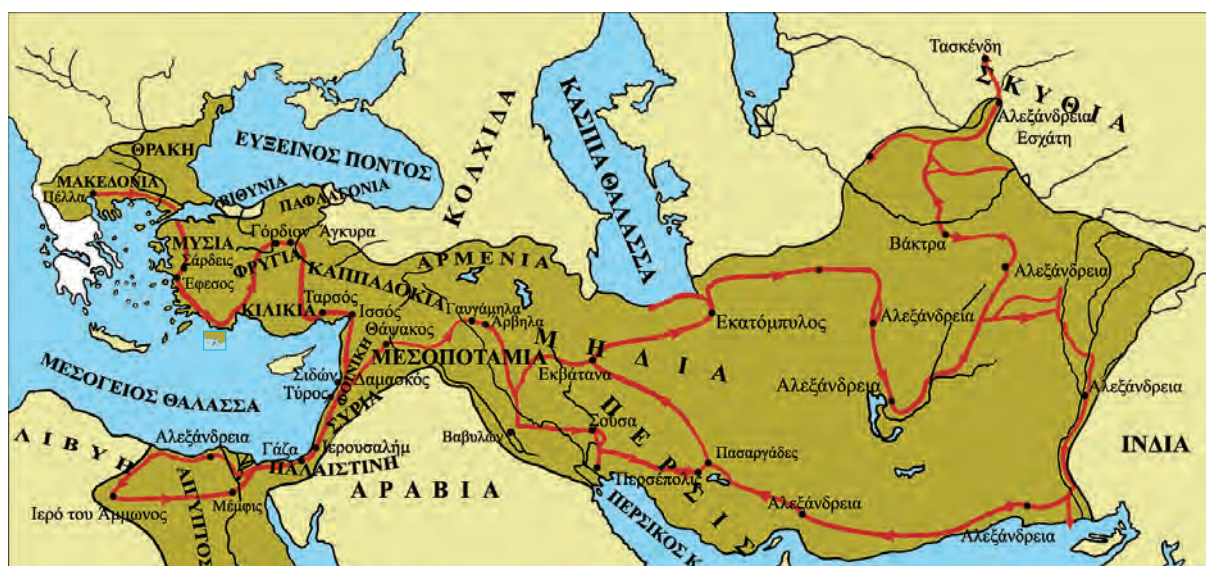 Τασκένδη
ΣΚΥΘΙΑ
Αλεξάνδρεια
Εσχάτη
ΘΡΑΚΗ
ΕΥΞΕΙΝΟΣ ΠΟΝΤΟΣ
ΚΟΛΧΙΔΑ
ΚΑΣΠΙΑ ΘΑΛΑΣΣΑ
ΜΑΚΕΔΟΝΙΑ
Πέλλα
ΒΙΘΥΝΙΑ
ΠΑΦΛΑΓΟΝΙΑ
Γόρδιον
Άγκυρα
ΜΥΣΙΑ
Σάρδεις
Έφεσος
ΦΡΥΓΙΑ
ΚΑΠΠΑΔΟΚΙΑ
ΑΡΜΕΝΙΑ
Βάκτρα
Αλεξάνδρεια
ΚΙΛΙΚΙΑ
Ταρσός
Ισσός
Θάψακος
Γαυγάμηλα
Άρβηλα
Εκατόμπυλος
Αλεξάνδρεια
ΜΕΣΟΠΟΤΑΜΙΑ
ΜΗΔΙΑ
Εκβάτανα
Αλεξάνδρεια
Αλεξάνδρεια
ΜΕΣΟΓΕΙΟΣ ΘΑΛΑΣΣΑ
Σιδών
Τύρος
ΦΟΙΝΙΚΗ
Δαμασκός
ΣΥΡΙΑ
ΠΕΡΣΙΣ
Σούσα
Βαβυλών
ΛΙΒΥΗ
Αλεξάνδρεια
Γάζα
Ιερουσαλήμ
ΠΑΛΑΙΣΤΙΝΗ
ΑΡΑΒΙΑ
Πασαργάδες
Περσέπολις
ΙΝΔΙΑ
Ιερό του Άμμωνος
Μέμφις
ΑΙΓΥΠΤΟΣ
ΠΕΡΣΙΚΟΣ Κ.
Αλεξάνδρεια
Αλεξάνδρεια